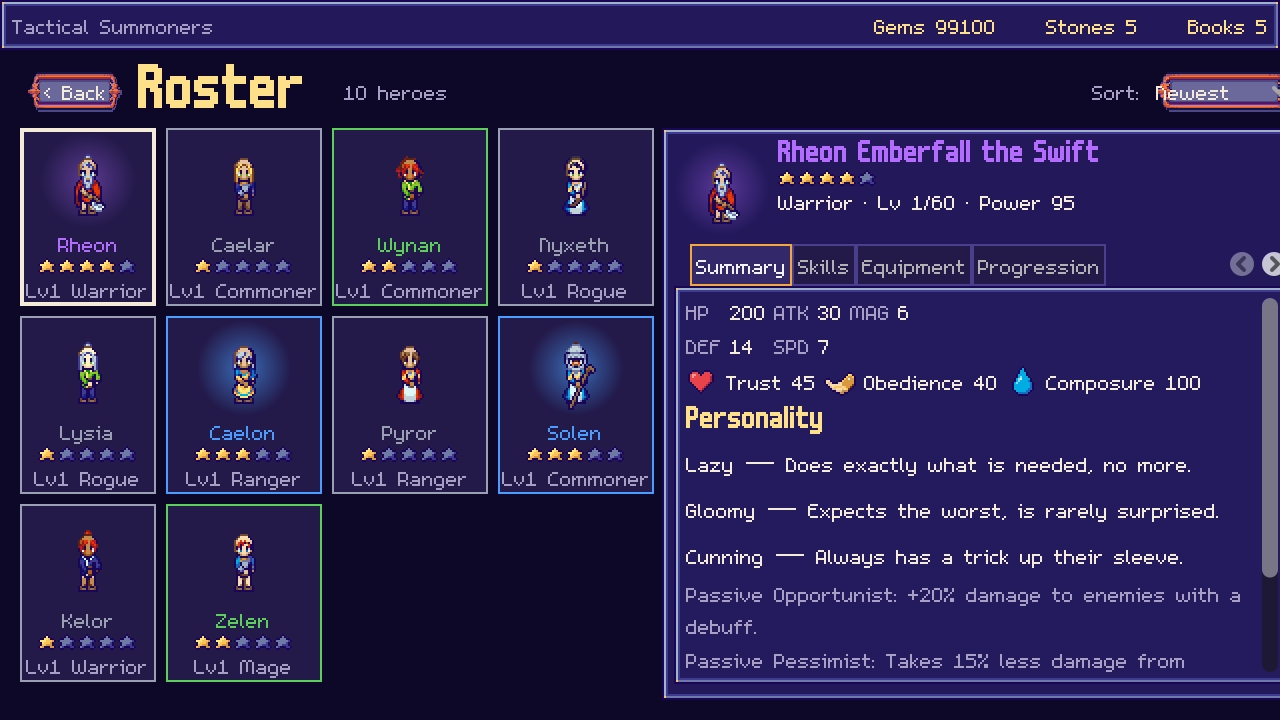 Tactical Summoners Gems 99100 Stones 5 Books 5
‹ Back Roster 10 heroes Sort: Newest
Rheon
Lv1 Warrior
Caelar
Lv1 Commoner
Wynan
Lv1 Commoner
Nyxeth
Lv1 Rogue
Lysia
Lv1 Rogue
Caelon
Lv1 Ranger
Pyror
Lv1 Ranger
Solen
Lv1 Commoner
Kelor
Lv1 Warrior
Zelen
Lv1 Mage
Rheon Emberfall the Swift
Warrior · Lv 1/60 · Power 95
Summary Skills Equipment Progression
HP 200 ATK 30 MAG 6
DEF 14 SPD 7
Trust 45 Obedience 40 Composure 100
Personality
Lazy — Does exactly what is needed, no more.
Gloomy — Expects the worst, is rarely surprised.
Cunning — Always has a trick up their sleeve.
Passive Opportunist: +20% damage to enemies with a
debuff.
Passive Pessimist: Takes 15% less damage from